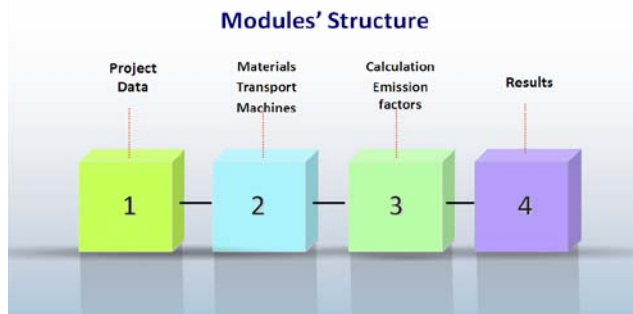 Modules' Structure
Project
Data
Materials
Transport
Machines
Calculation
Emission
factors
Results
1
2
3
4